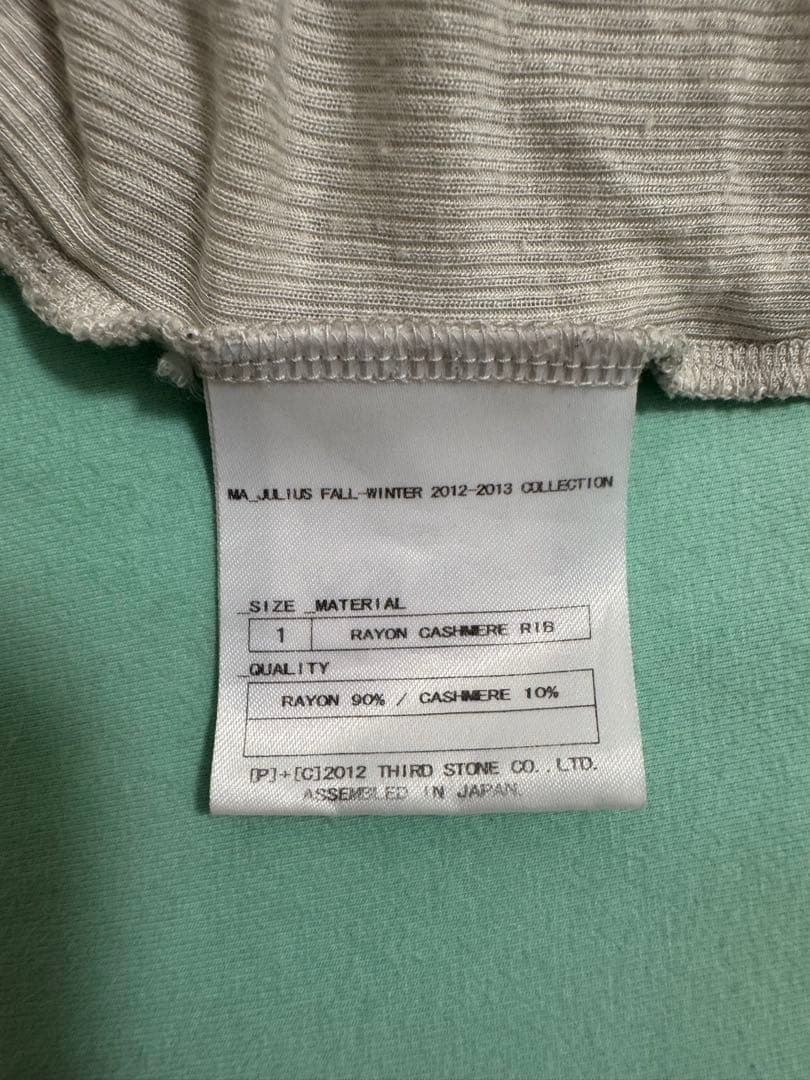 MA_JULIUS FALL-WINTER 2012-2013 COLLECTION
_SIZE _MATERIAL
1 RAYON CASHMERE RIB
_QUALITY
RAYON 90% / CASHMERE 10%
[P]+[C]2012 THIRD STONE CO.,LTD.
ASSEMBLED IN JAPAN.